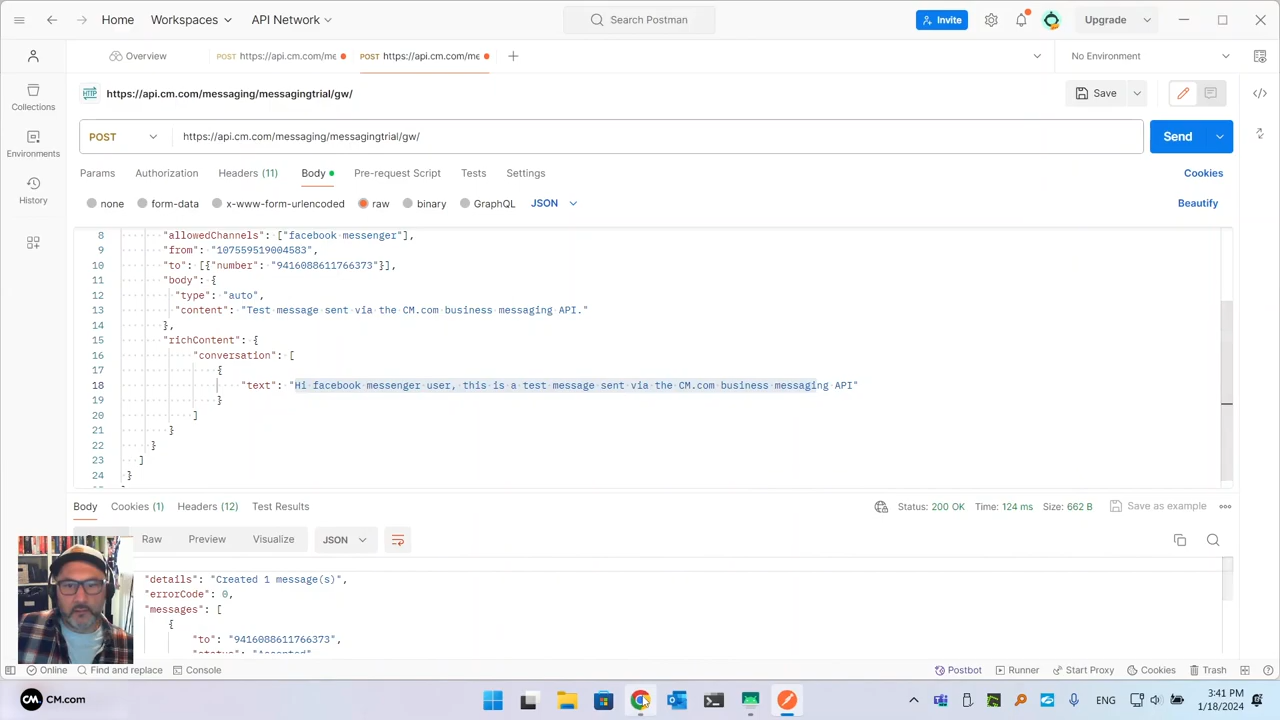 Home Workspaces API Network Search Postman Invite Upgrade
Overview POST https://api.cm.com/me POST https://api.cm.com/me No Environment
HTTP https://api.cm.com/messaging/messagingtrial/gw/ Save
POST https://api.cm.com/messaging/messagingtrial/gw/ Send
Collections
Environments
History
Params Authorization Headers (11) Body Pre-request Script Tests Settings Cookies
none form-data x-www-form-urlencoded raw binary GraphQL JSON Beautify
8 "allowedChannels": ["facebook messenger"],
9 "from": "107559519004583",
10 "to": [{"number": "9416088611766373"}],
11 "body": {
12 "type": "auto",
13 "content": "Test message sent via the CM.com business messaging API."
14 },
15 "richContent": {
16 "conversation": [
17 {
18 "text": "Hi facebook messenger user, this is a test message sent via the CM.com business messaging API"
19 }
20 ]
21 }
22 }
23 ]
24 }
Body Cookies (1) Headers (12) Test Results Status: 200 OK Time: 124 ms Size: 662 B Save as example
Raw Preview Visualize JSON
"details": "Created 1 message(s)",
"errorCode": 0,
"messages": [
{
"to": "9416088611766373",
"status": "Accepted",
Online Find and replace Console Postbot Runner Start Proxy Cookies Trash
CM.com ENG 3:41 PM
1/18/2024